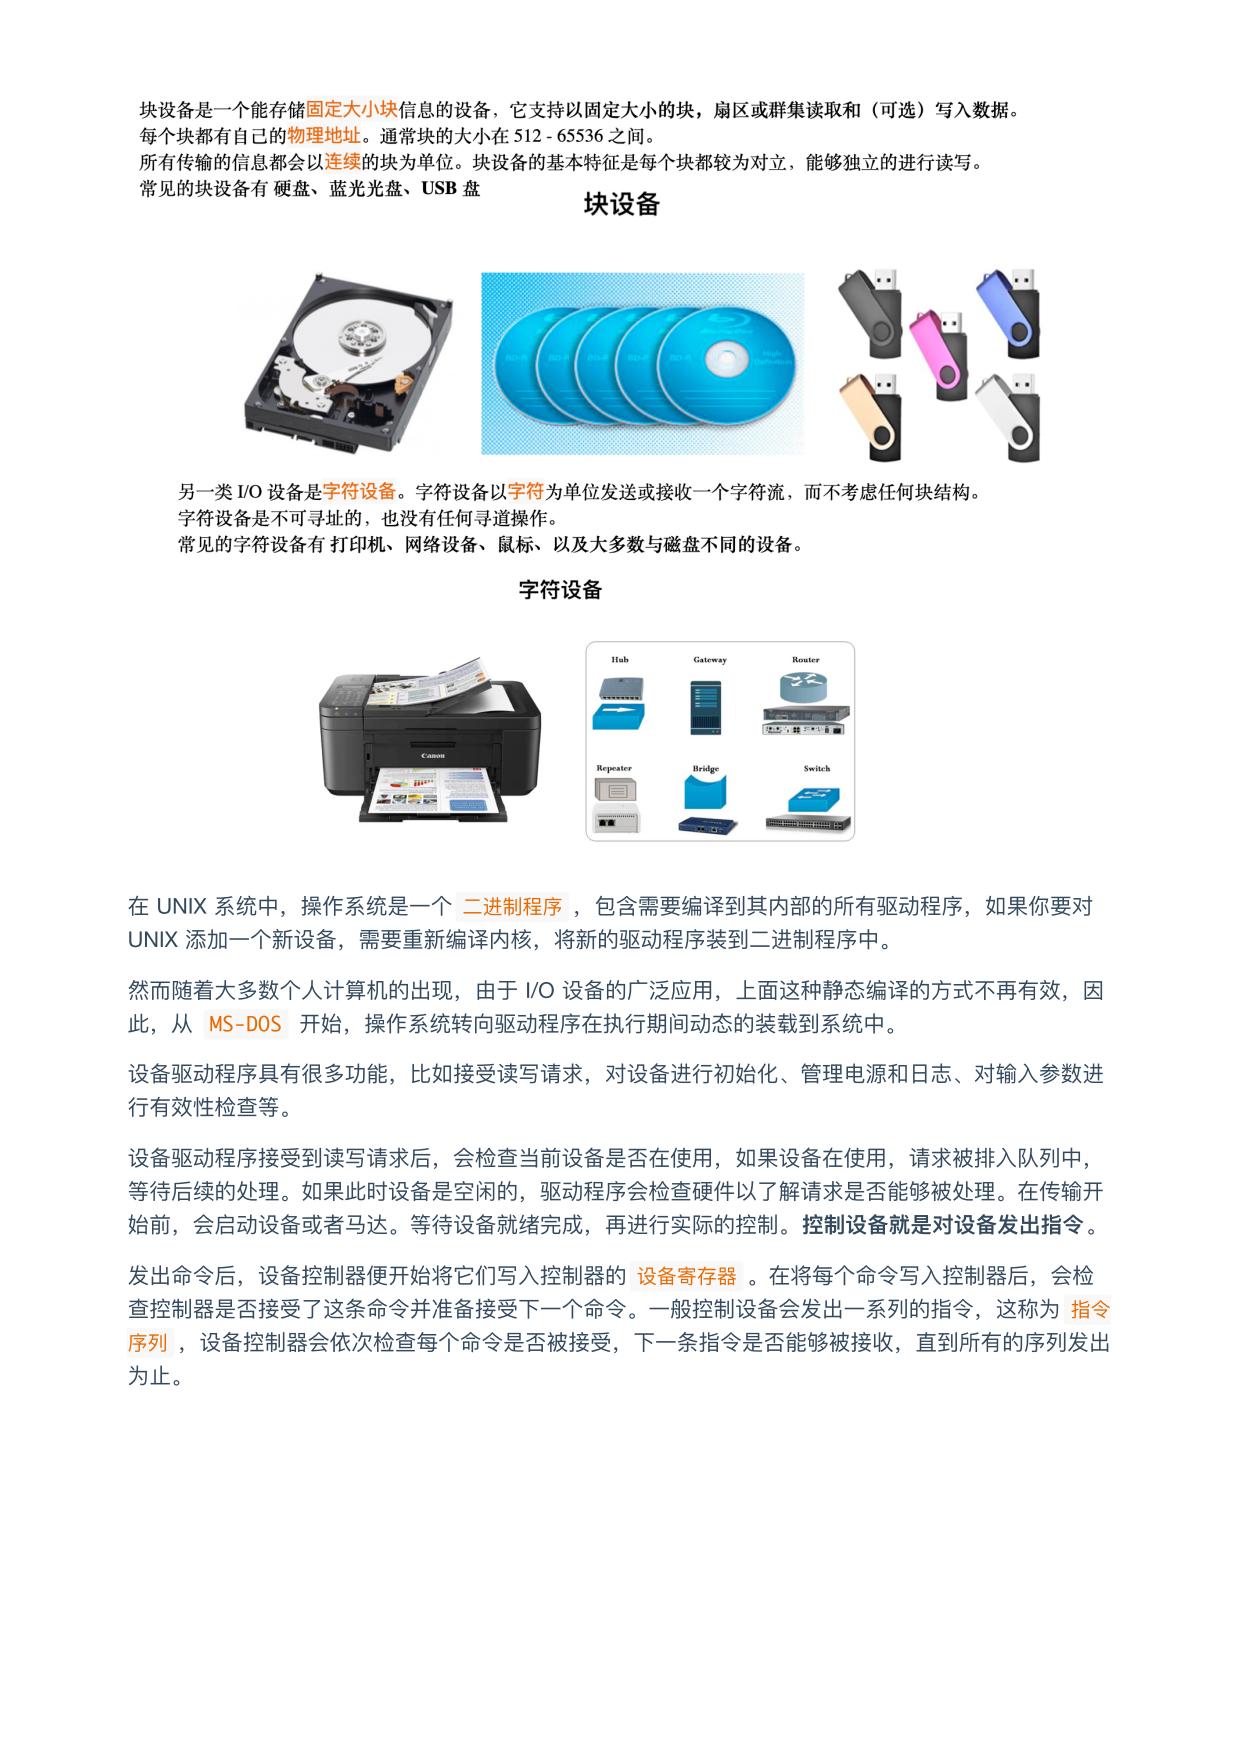 块设备是一个能存储固定大小块信息的设备，它支持以固定大小的块，扇区或群集读取和（可选）写入数据。
每个块都有自己的物理地址。通常块的大小在 512 - 65536 之间。
所有传输的信息都会以连续的块为单位。块设备的基本特征是每个块都较为对立，能够独立的进行读写。
常见的块设备有 硬盘、蓝光光盘、USB 盘
块设备
另一类 I/O 设备是字符设备。字符设备以字符为单位发送或接收一个字符流，而不考虑任何块结构。
字符设备是不可寻址的，也没有任何寻道操作。
常见的字符设备有 打印机、网络设备、鼠标、以及大多数与磁盘不同的设备。
字符设备
Hub Gateway Router
Canon
Repeater Bridge Switch
在 UNIX 系统中，操作系统是一个 二进制程序 ，包含需要编译到其内部的所有驱动程序，如果你要对
UNIX 添加一个新设备，需要重新编译内核，将新的驱动程序装到二进制程序中。
然而随着大多数个人计算机的出现，由于 I/O 设备的广泛应用，上面这种静态编译的方式不再有效，因
此，从 MS-DOS 开始，操作系统转向驱动程序在执行期间动态的装载到系统中。
设备驱动程序具有很多功能，比如接受读写请求，对设备进行初始化、管理电源和日志、对输入参数进
行有效性检查等。
设备驱动程序接受到读写请求后，会检查当前设备是否在使用，如果设备在使用，请求被排入队列中，
等待后续的处理。如果此时设备是空闲的，驱动程序会检查硬件以了解请求是否能够被处理。在传输开
始前，会启动设备或者马达。等待设备就绪完成，再进行实际的控制。控制设备就是对设备发出指令。
发出命令后，设备控制器便开始将它们写入控制器的 设备寄存器 。在将每个命令写入控制器后，会检
查控制器是否接受了这条命令并准备接受下一个命令。一般控制设备会发出一系列的指令，这称为 指令
序列 ，设备控制器会依次检查每个命令是否被接受，下一条指令是否能够被接收，直到所有的序列发出
为止。